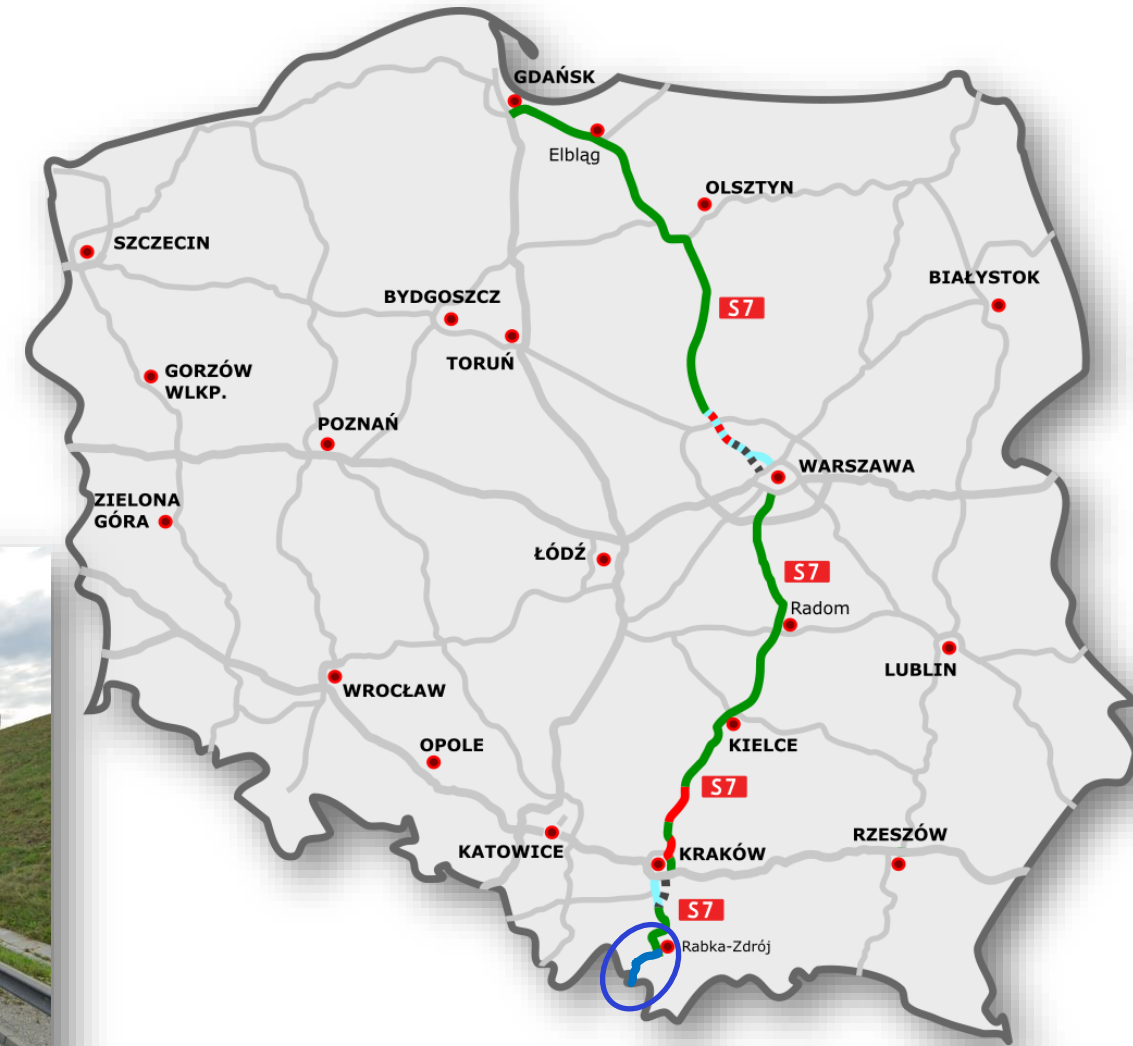 GDAŃSK
Elbląg
OLSZTYN
SZCZECIN
BIAŁYSTOK
BYDGOSZCZ
S7
TORUŃ
GORZÓW
WLKP.
POZNAŃ
WARSZAWA
ZIELONA
GÓRA
ŁÓDŹ
S7
Radom
LUBLIN
WROCŁAW
OPOLE
KIELCE
S7
RZESZÓW
KATOWICE
KRAKÓW
S7
Rabka-Zdrój